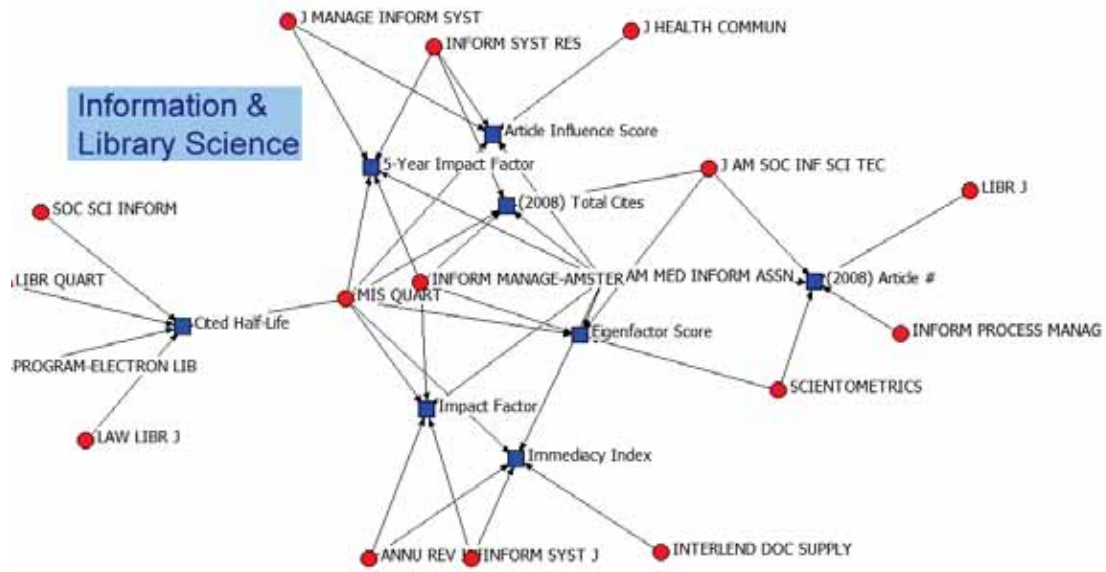 J MANAGE INFORM SYST
INFORM SYST RES
J HEALTH COMMUN
Information &
Library Science
Article Influence Score
5-Year Impact Factor
J AM SOC INF SCI TEC
LIBR J
SOC SCI INFORM
(2008) Total Cites
LIBR QUART
INFORM MANAGE-AMSTER
AM MED INFORM ASSN
(2008) Article #
MIS QUART
Cited Half-Life
Eigenfactor Score
INFORM PROCESS MANAG
PROGRAM-ELECTRON LIB
SCIENTOMETRICS
Impact Factor
LAW LIBR J
Immediacy Index
ANNU REV
INFORM SYST J
INTERLEND DOC SUPPLY